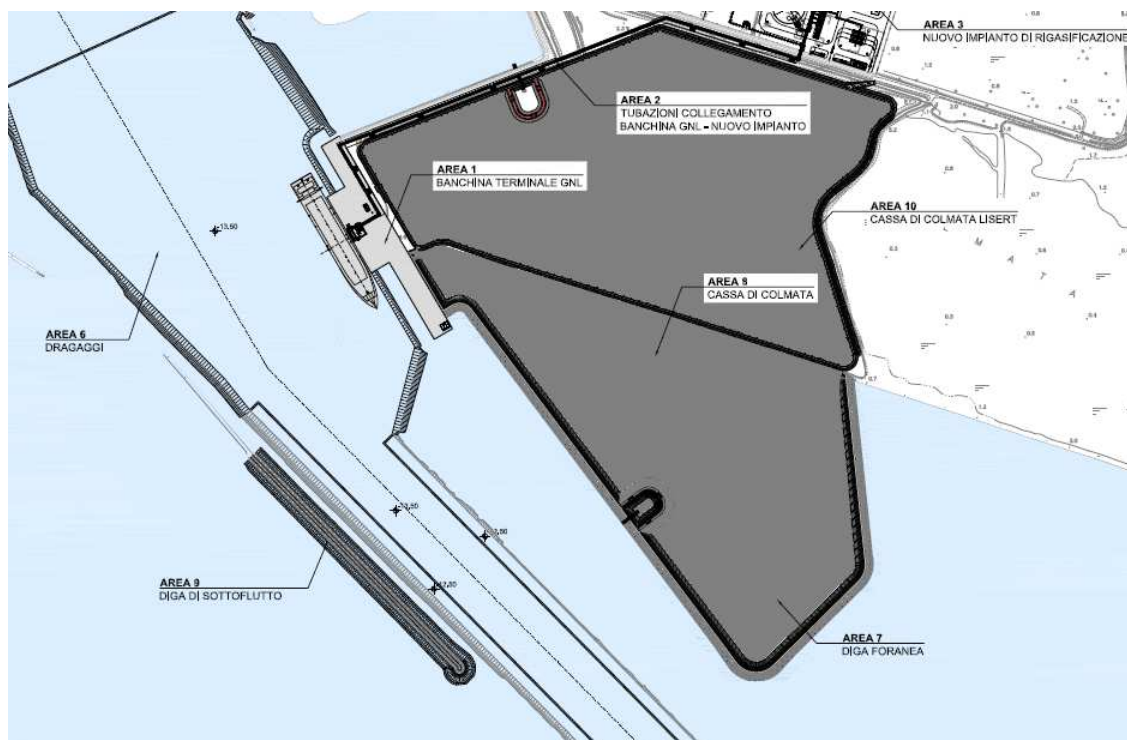 AREA 3
NUOVO IMPIANTO DI RIGASIFICAZIONE
AREA 2
TUBAZIONI COLLEGAMENTO
BANCHINA GNL - NUOVO IMPIANTO
AREA 1
BANCHINA TERMINALE GNL
AREA 10
CASSA DI COLMATA LISERT
-13,50
AREA 8
CASSA DI COLMATA
AREA 6
DRAGAGGI
AREA 9
DIGA DI SOTTOFLUTTO
AREA 7
DIGA FORANEA